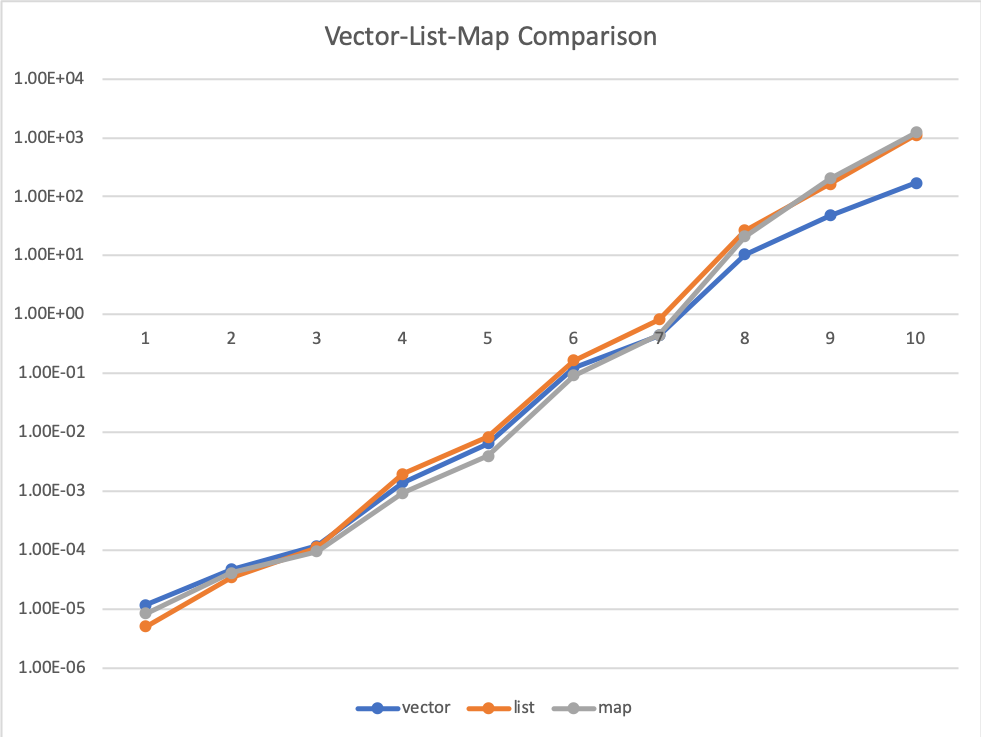 Vector-List-Map Comparison
1.00E+04
1.00E+03
1.00E+02
1.00E+01
1.00E+00
1 2 3 4 5 6 7 8 9 10
1.00E-01
1.00E-02
1.00E-03
1.00E-04
1.00E-05
1.00E-06
vector list map